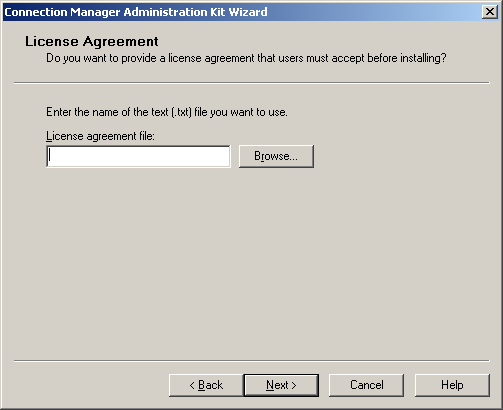 Connection Manager Administration Kit Wizard
License Agreement
Do you want to provide a license agreement that users must accept before installing?
Enter the name of the text (.txt) file you want to use.
License agreement file:
Browse...
< Back Next > Cancel Help